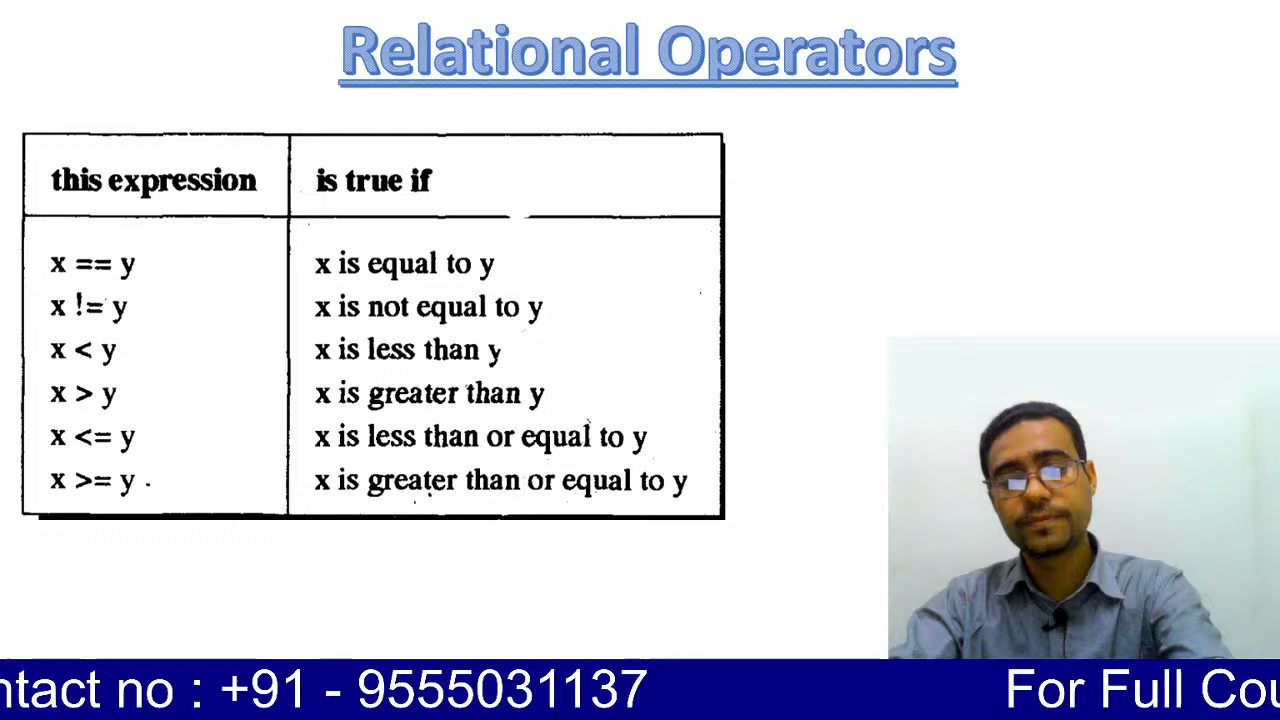 Relational Operators
this expression is true if
x == y x is equal to y
x != y x is not equal to y
x < y x is less than y
x > y x is greater than y
x <= y x is less than or equal to y
x >= y x is greater than or equal to y
ntact no : +91 - 9555031137 For Full Cou